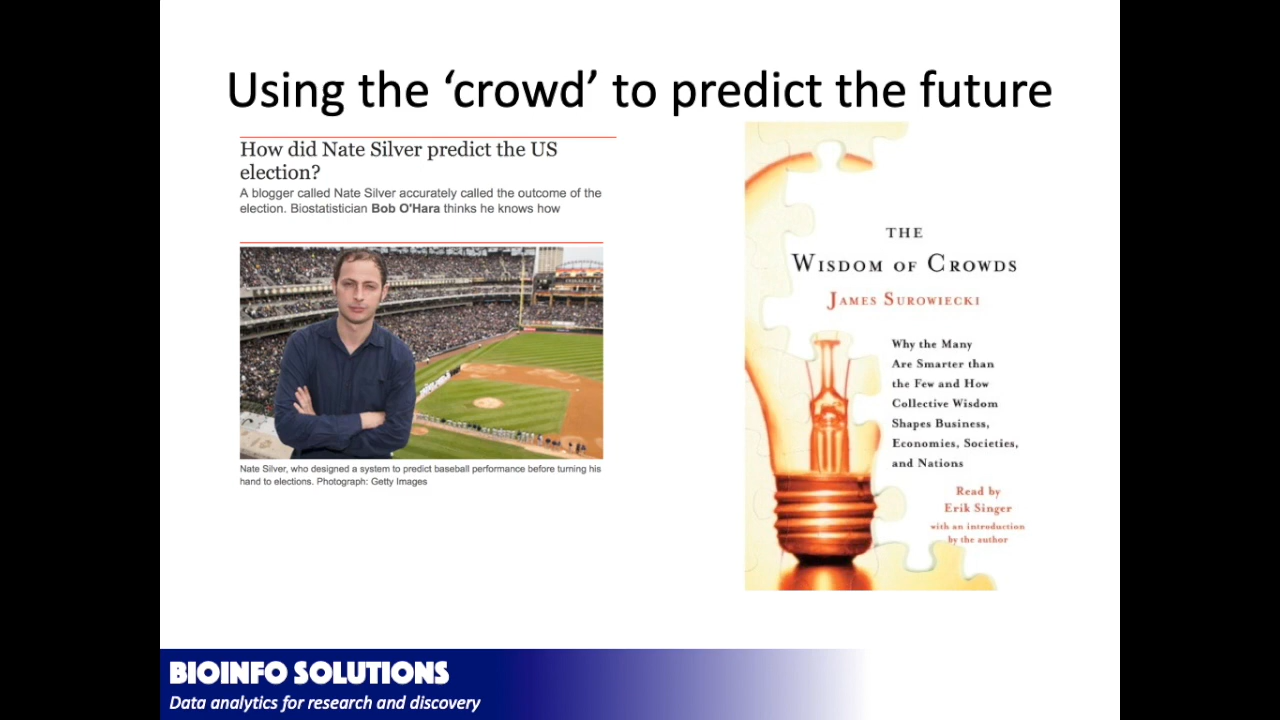 Using the ‘crowd’ to predict the future
How did Nate Silver predict the US
election?
A blogger called Nate Silver accurately called the outcome of the
election. Biostatistician Bob O'Hara thinks he knows how
Nate Silver, who designed a system to predict baseball performance before turning his
hand to elections. Photograph: Getty Images
THE
WISDOM OF CROWDS
JAMES SUROWIECKI
Why the Many
Are Smarter than
the Few and How
Collective Wisdom
Shapes Business,
Economies, Societies,
and Nations
Read by
Erik Singer
with an introduction
by the author
BIOINFO SOLUTIONS
Data analytics for research and discovery